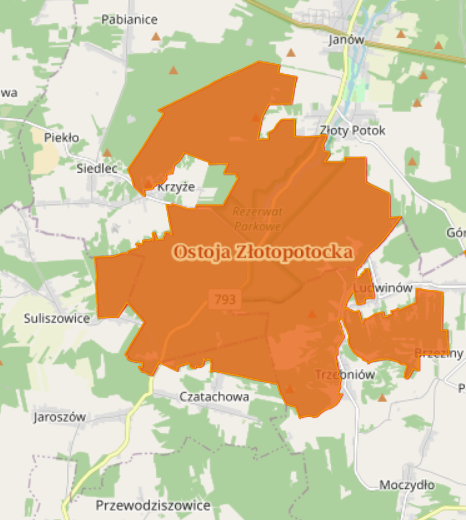 Pabianice
Janów
wa
Piekło
Złoty Potok
Siedlec
Krzyże
Rezerwat
Parkowe
Gór
Ostoja Złotopotocka
Ludwinów
793
Suliszowice
Brzeziny
Trzebniów
P
Czatachowa
Jaroszów
Moczydło
Przewodziszowice